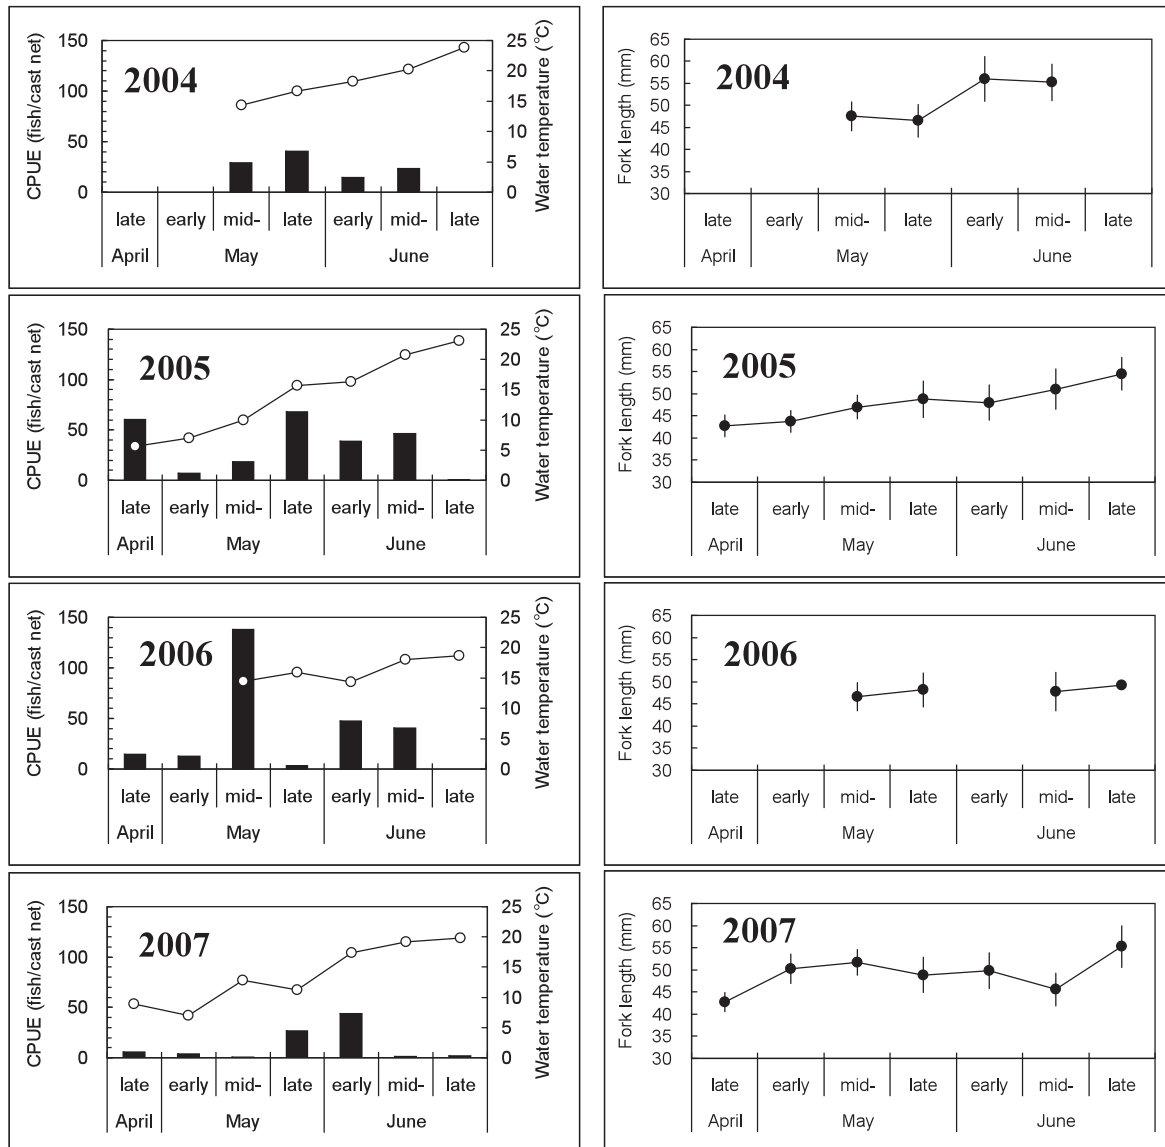 CPUE (fish/cast net)
150
100
50
0
2004
25
20
15
10
5
0
Water temperature (°C)
late early mid- late early mid- late
April May June
Fork length (mm)
65
60
55
50
45
40
35
30
2004
late early mid- late early mid- late
April May June
CPUE (fish/cast net)
150
100
50
0
2005
25
20
15
10
5
0
Water temperature (°C)
late early mid- late early mid- late
April May June
Fork length (mm)
65
60
55
50
45
40
35
30
2005
late early mid- late early mid- late
April May June
CPUE (fish/cast net)
150
100
50
0
2006
25
20
15
10
5
0
Water temperature (°C)
late early mid- late early mid- late
April May June
Fork length (mm)
65
60
55
50
45
40
35
30
2006
late early mid- late early mid- late
April May June
CPUE (fish/cast net)
150
100
50
0
2007
25
20
15
10
5
0
Water temperature (°C)
late early mid- late early mid- late
April May June
Fork length (mm)
65
60
55
50
45
40
35
30
2007
late early mid- late early mid- late
April May June